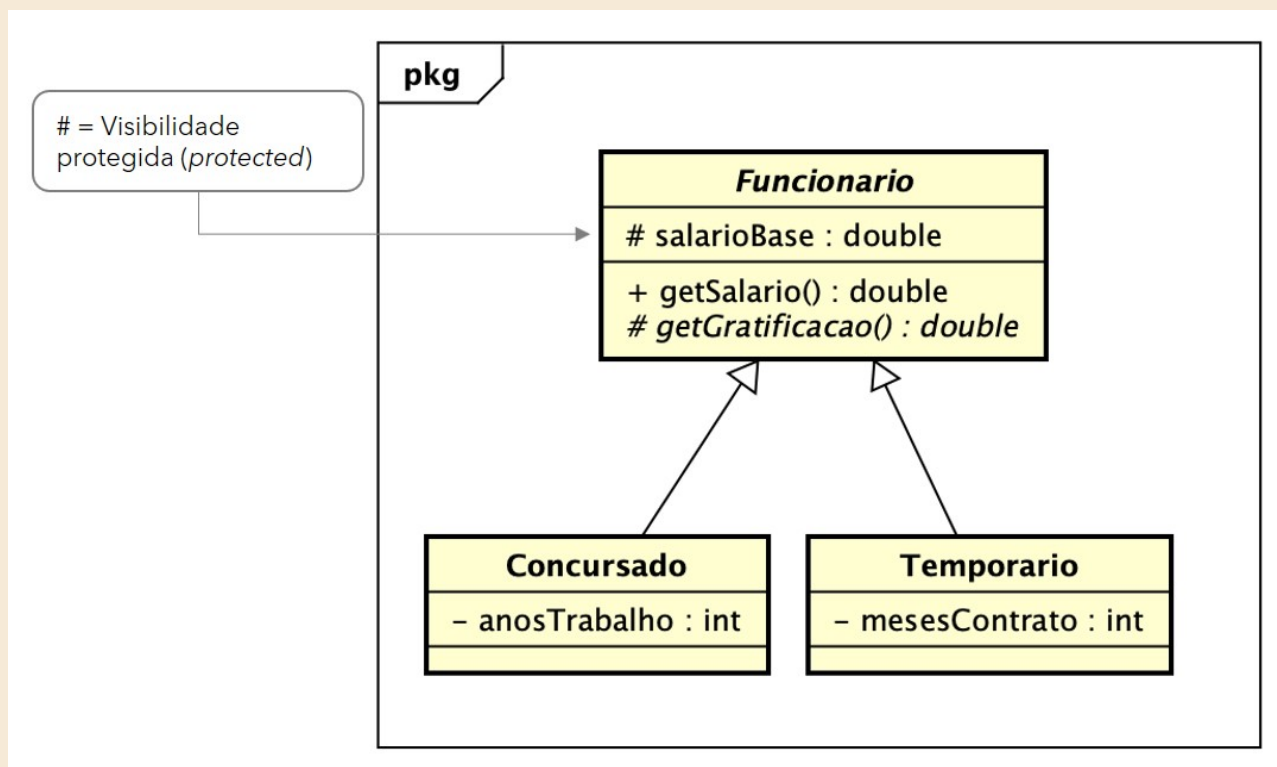 pkg
# = Visibilidade
protegida (protected)
Funcionario
# salarioBase : double
+ getSalario() : double
# getGratificacao() : double
Concursado
- anosTrabalho : int
Temporario
- mesesContrato : int